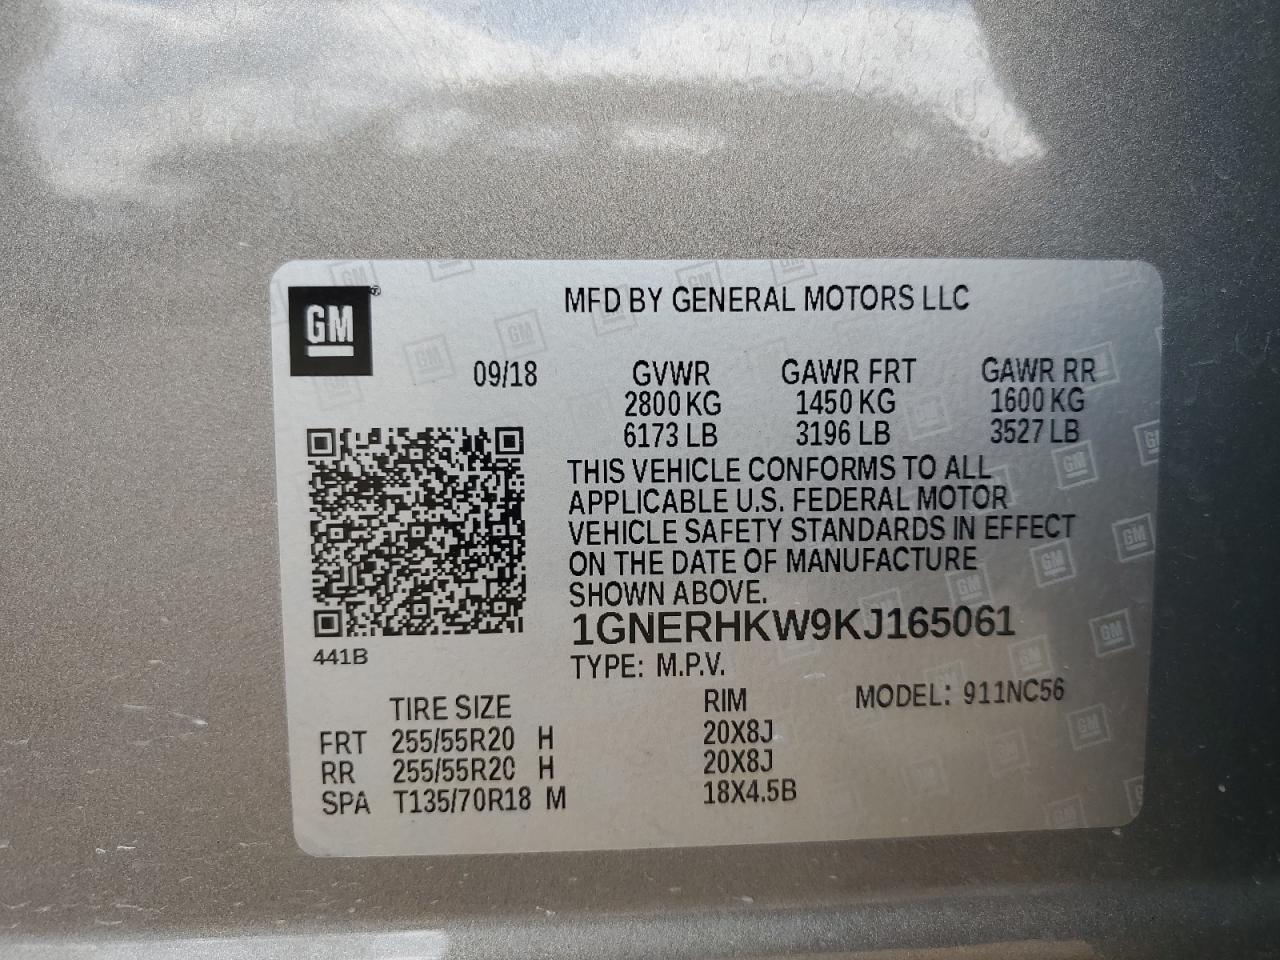 GM ®
MFD BY GENERAL MOTORS LLC
09/18 GVWR GAWR FRT GAWR RR
2800 KG 1450 KG 1600 KG
6173 LB 3196 LB 3527 LB
THIS VEHICLE CONFORMS TO ALL
APPLICABLE U.S. FEDERAL MOTOR
VEHICLE SAFETY STANDARDS IN EFFECT
ON THE DATE OF MANUFACTURE
SHOWN ABOVE.
1GNERHKW9KJ165061
441B
TYPE: M.P.V.
TIRE SIZE RIM MODEL: 911NC56
FRT 255/55R20 H 20X8J
RR 255/55R20 H 20X8J
SPA T135/70R18 M 18X4.5B